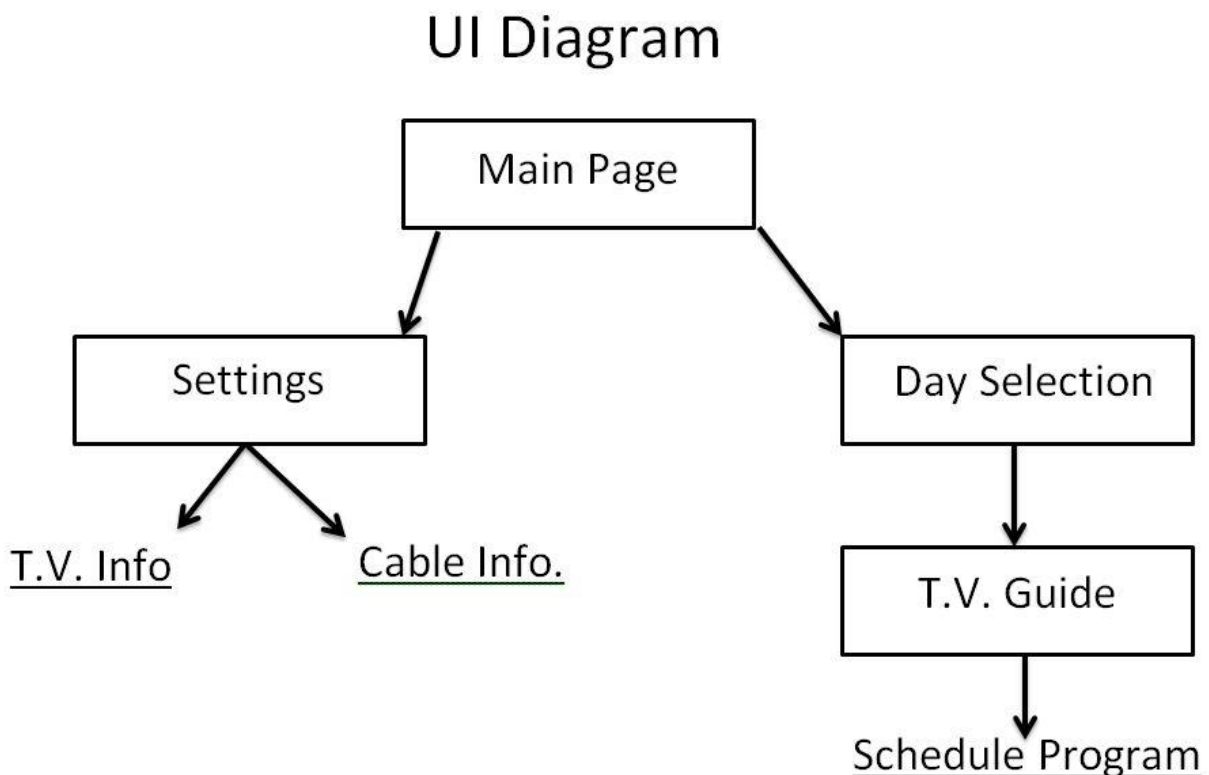 UI Diagram
Main Page
Settings
Day Selection
T.V. Info
Cable Info.
T.V. Guide
Schedule Program